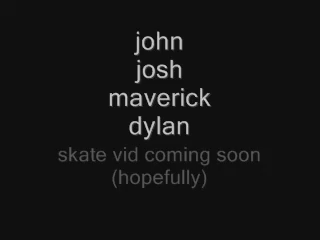 john
josh
maverick
dylan
skate vid coming soon
(hopefully)